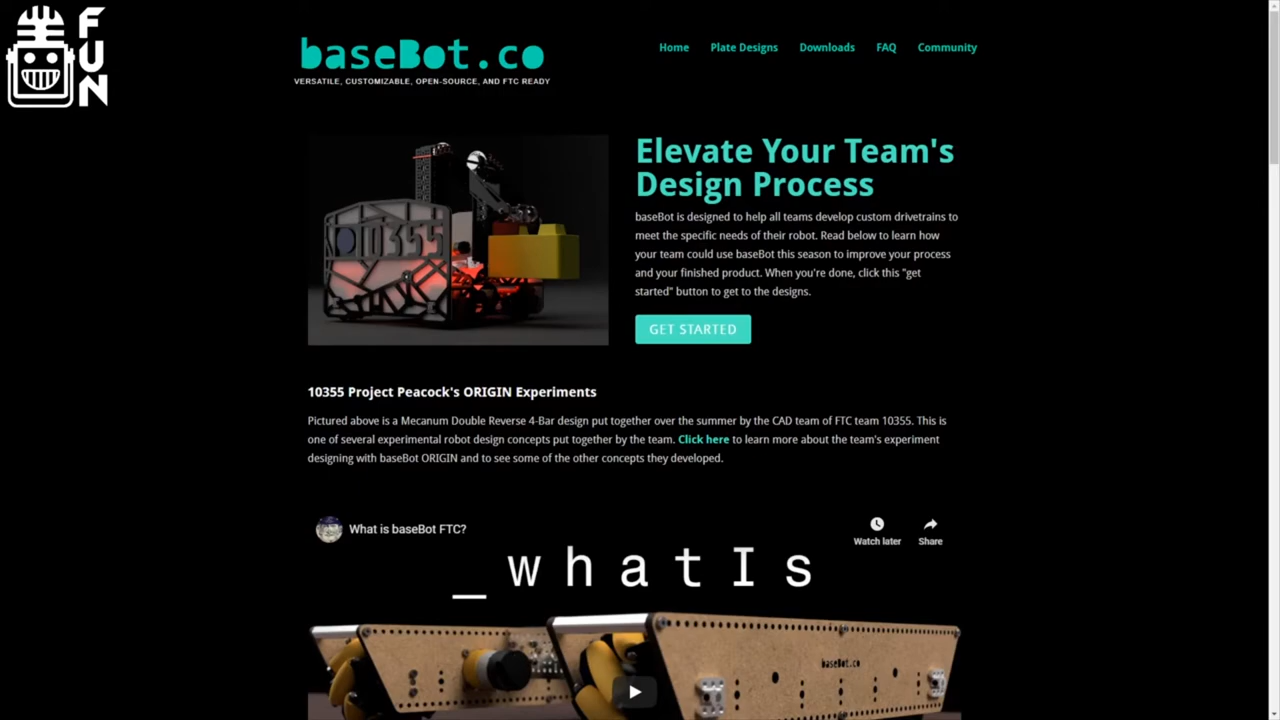 FUN
baseBot.co
VERSATILE, CUSTOMIZABLE, OPEN-SOURCE, AND FTC READY
Home
Plate Designs
Downloads
FAQ
Community
10355
Elevate Your Team's
Design Process
baseBot is designed to help all teams develop custom drivetrains to
meet the specific needs of their robot. Read below to learn how
your team could use baseBot this season to improve your process
and your finished product. When you're done, click this "get
started" button to get to the designs.
GET STARTED
10355 Project Peacock's ORIGIN Experiments
Pictured above is a Mecanum Double Reverse 4-Bar design put together over the summer by the CAD team of FTC team 10355. This is
one of several experimental robot design concepts put together by the team. Click here to learn more about the team's experiment
designing with baseBot ORIGIN and to see some of the other concepts they developed.
What is baseBot FTC?
Watch later
Share
_whatIs
baseBot.co